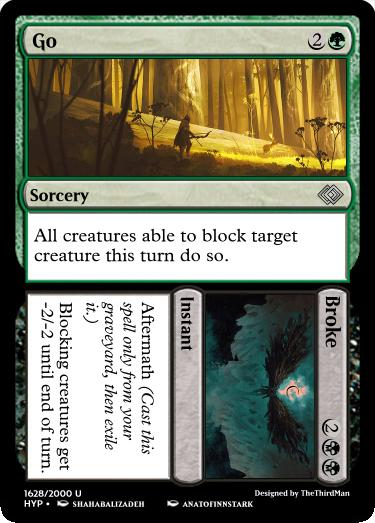 Go 2
Sorcery
All creatures able to block target
creature this turn do so.
Broke 2
Instant
Aftermath (Cast this
spell only from your
graveyard, then exile
it.)
Blocking creatures get
-2/-2 until end of turn.
1628/2000 U
Designed by TheThirdMan
HYP • SHAHABALIZADEH ANATOFINNSTARK